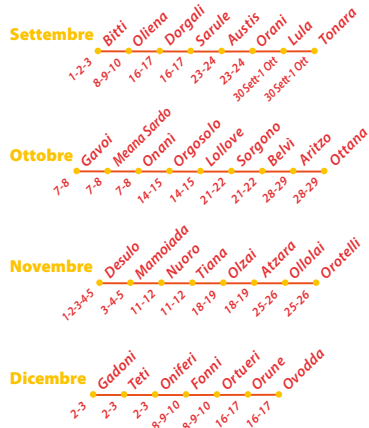 Settembre
Bitti Oliena Dorgali Sarule Austis Orani Lula Tonara
1-2-3 8-9-10 16-17 16-17 23-24 23-24 30 Sett-1 Ott 30 Sett-1 Ott
Ottobre
Gavoi Meana Sardo Onanì Orgosolo Lollove Sorgono Belvì Aritzo Ottana
7-8 7-8 7-8 14-15 14-15 21-22 21-22 28-29 28-29
Novembre
Desulo Mamoiada Nuoro Tiana Olzai Atzara Ollolai Orotelli
1-2-3-4-5 3-4-5 11-12 11-12 18-19 18-19 25-26 25-26
Dicembre
Gadoni Teti Oniferi Fonni Ortueri Orune Ovodda
2-3 2-3 2-3 8-9-10 8-9-10 16-17 16-17